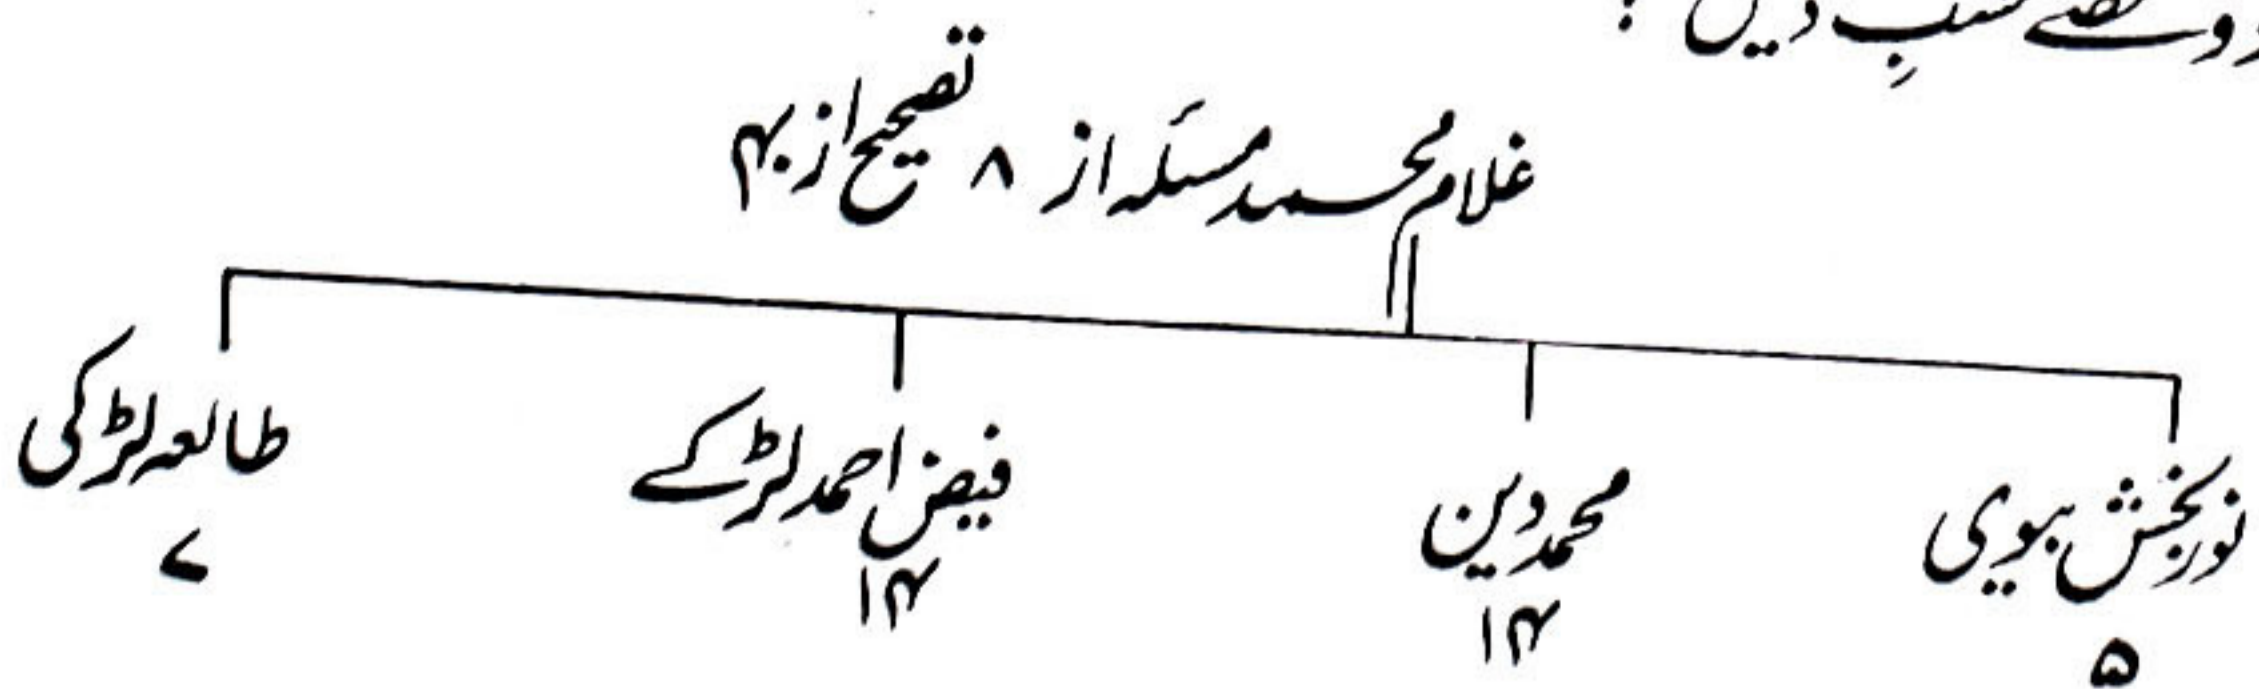 دیں :
غلام محمد مسئلہ از ۸ تصحیح از ۴۰
نور بخش بیوی محمد دین فیض احمد لڑکے طالعہ لڑکی
۵ ۱۴ ۱۴ ۷